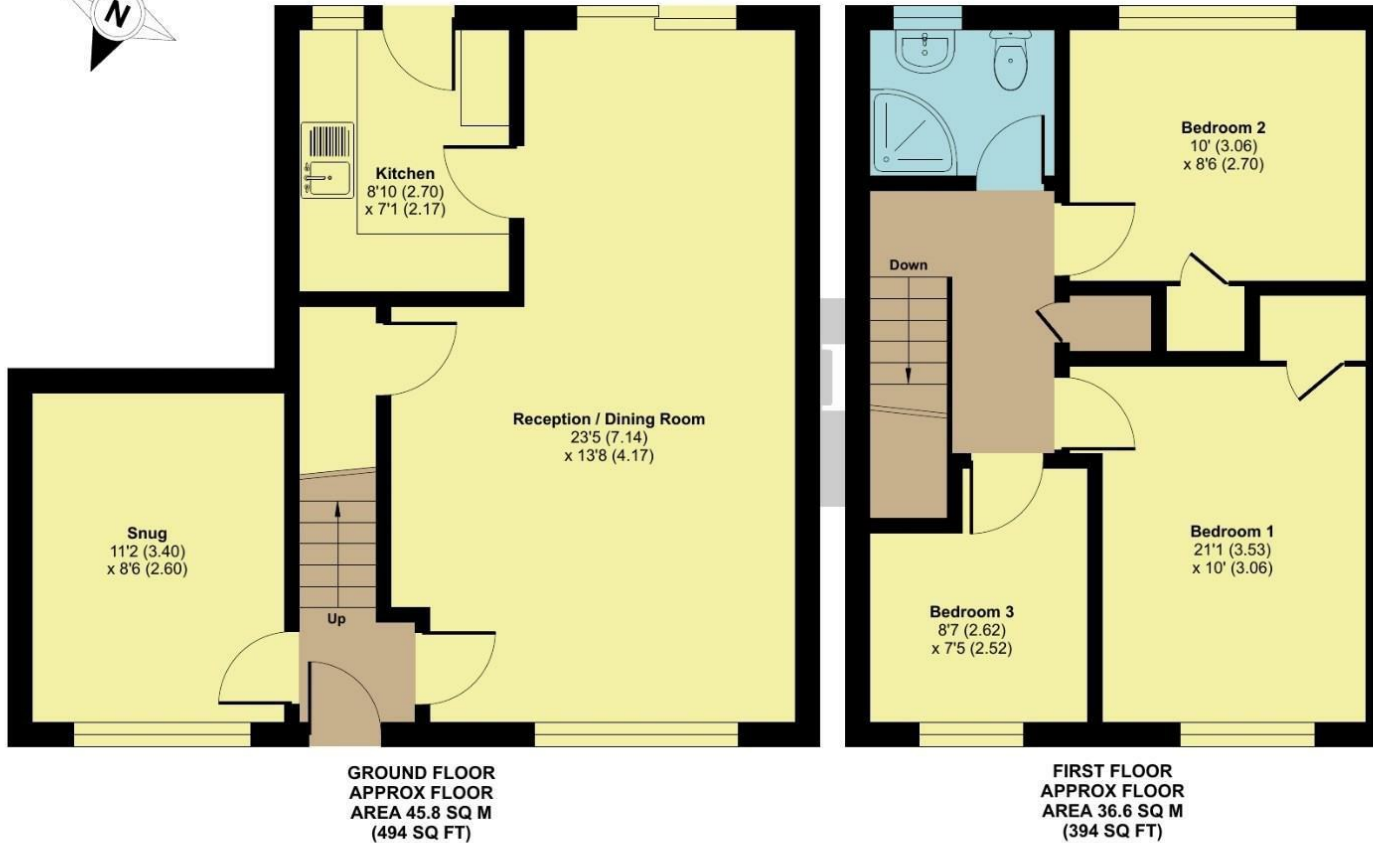 N
Kitchen
8'10 (2.70)
x 7'1 (2.17)
Reception / Dining Room
23'5 (7.14)
x 13'8 (4.17)
Snug
11'2 (3.40)
x 8'6 (2.60)
Up
GROUND FLOOR
APPROX FLOOR
AREA 45.8 SQ M
(494 SQ FT)
Bedroom 2
10' (3.06)
x 8'6 (2.70)
Down
Bedroom 1
21'1 (3.53)
x 10' (3.06)
Bedroom 3
8'7 (2.62)
x 7'5 (2.52)
FIRST FLOOR
APPROX FLOOR
AREA 36.6 SQ M
(394 SQ FT)